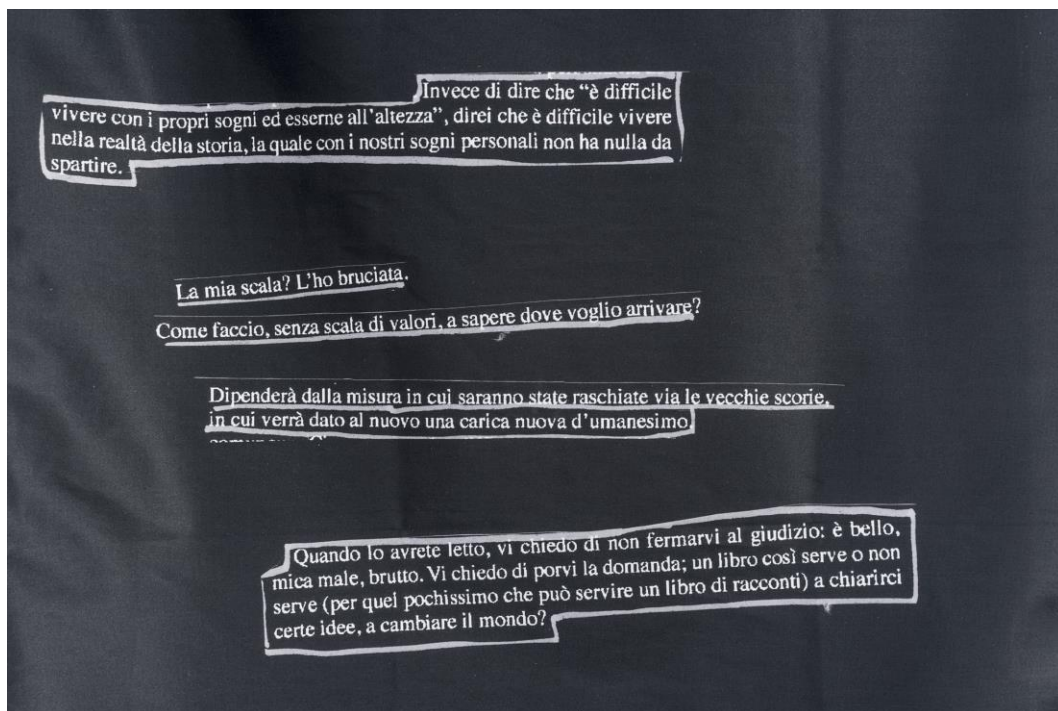 Invece di dire che “è difficile
vivere con i propri sogni ed esserne all’altezza”, direi che è difficile vivere
nella realtà della storia, la quale con i nostri sogni personali non ha nulla da
spartire.
La mia scala? L’ho bruciata.
Come faccio, senza scala di valori, a sapere dove voglio arrivare?
Dipenderà dalla misura in cui saranno state raschiate via le vecchie scorie,
in cui verrà dato al nuovo una carica nuova d’umanesimo.
Quando lo avrete letto, vi chiedo di non fermarvi al giudizio: è bello,
mica male, brutto. Vi chiedo di porvi la domanda; un libro così serve o non
serve (per quel pochissimo che può servire un libro di racconti) a chiarirci
certe idee, a cambiare il mondo?